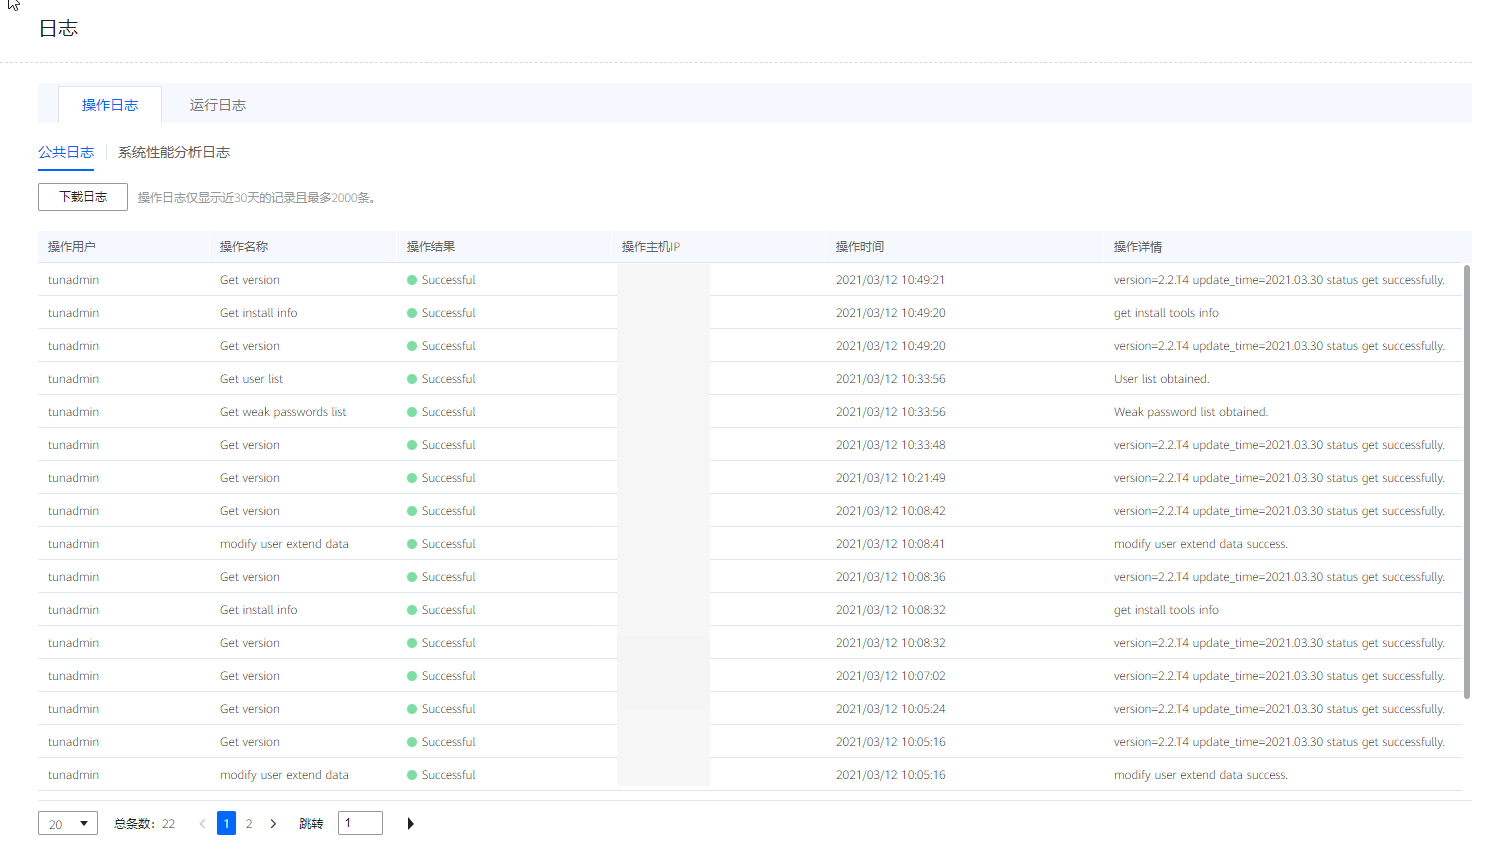 日志
操作日志 运行日志
公共日志 系统性能分析日志
下载日志 操作日志仅显示近30天的记录且最多2000条。
操作用户 操作名称 操作结果 操作主机IP 操作时间 操作详情
tunadmin Get version Successful 2021/03/12 10:49:21 version=2.2.T4 update_time=2021.03.30 status get successfully.
tunadmin Get install info Successful 2021/03/12 10:49:20 get install tools info
tunadmin Get version Successful 2021/03/12 10:49:20 version=2.2.T4 update_time=2021.03.30 status get successfully.
tunadmin Get user list Successful 2021/03/12 10:33:56 User list obtained.
tunadmin Get weak passwords list Successful 2021/03/12 10:33:56 Weak password list obtained.
tunadmin Get version Successful 2021/03/12 10:33:48 version=2.2.T4 update_time=2021.03.30 status get successfully.
tunadmin Get version Successful 2021/03/12 10:21:49 version=2.2.T4 update_time=2021.03.30 status get successfully.
tunadmin Get version Successful 2021/03/12 10:08:42 version=2.2.T4 update_time=2021.03.30 status get successfully.
tunadmin modify user extend data Successful 2021/03/12 10:08:41 modify user extend data success.
tunadmin Get version Successful 2021/03/12 10:08:36 version=2.2.T4 update_time=2021.03.30 status get successfully.
tunadmin Get install info Successful 2021/03/12 10:08:32 get install tools info
tunadmin Get version Successful 2021/03/12 10:08:32 version=2.2.T4 update_time=2021.03.30 status get successfully.
tunadmin Get version Successful 2021/03/12 10:07:02 version=2.2.T4 update_time=2021.03.30 status get successfully.
tunadmin Get version Successful 2021/03/12 10:05:24 version=2.2.T4 update_time=2021.03.30 status get successfully.
tunadmin Get version Successful 2021/03/12 10:05:16 version=2.2.T4 update_time=2021.03.30 status get successfully.
tunadmin modify user extend data Successful 2021/03/12 10:05:16 modify user extend data success.
20 总条数：22 1 2 跳转 1